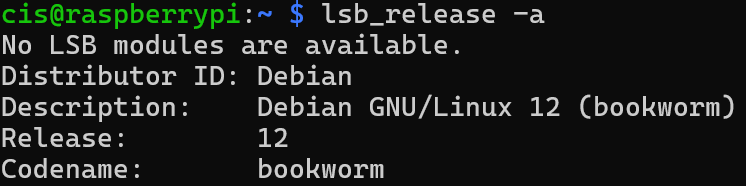 cis@raspberrypi:~ $ lsb_release -a
No LSB modules are available.
Distributor ID: Debian
Description:    Debian GNU/Linux 12 (bookworm)
Release:        12
Codename:       bookworm